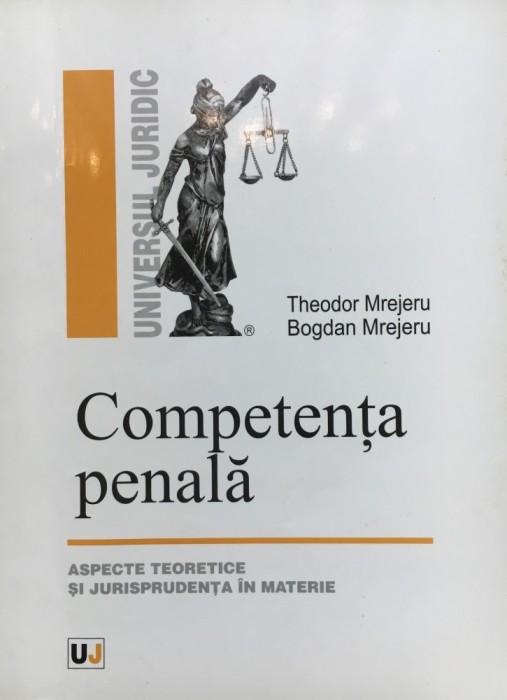 UNIVERSUL JURIDIC
®
Theodor Mrejeru
Bogdan Mrejeru
Competența
penală
ASPECTE TEORETICE
ȘI JURISPRUDENȚA ÎN MATERIE
UJ